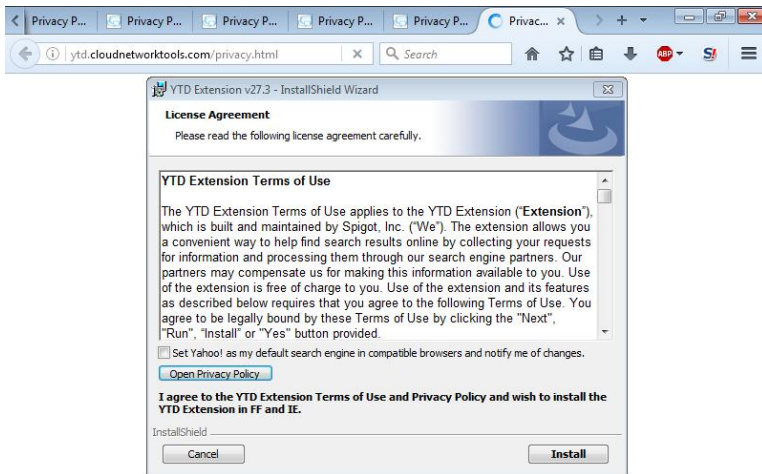 Privacy P... Privacy P... Privacy P... Privacy P... Privacy P... Privac... ×
ytd.cloudnetworktools.com/privacy.html × Search ABP S!
YTD Extension v27.3 - InstallShield Wizard
License Agreement
Please read the following license agreement carefully.
YTD Extension Terms of Use
The YTD Extension Terms of Use applies to the YTD Extension (“Extension”),
which is built and maintained by Spigot, Inc. (“We”). The extension allows you
a convenient way to help find search results online by collecting your requests
for information and processing them through our search engine partners. Our
partners may compensate us for making this information available to you. Use
of the extension is free of charge to you. Use of the extension and its features
as described below requires that you agree to the following Terms of Use. You
agree to be legally bound by these Terms of Use by clicking the "Next",
"Run", “Install” or "Yes" button provided.
Set Yahoo! as my default search engine in compatible browsers and notify me of changes.
Open Privacy Policy
I agree to the YTD Extension Terms of Use and Privacy Policy and wish to install the
YTD Extension in FF and IE.
InstallShield
Cancel Install